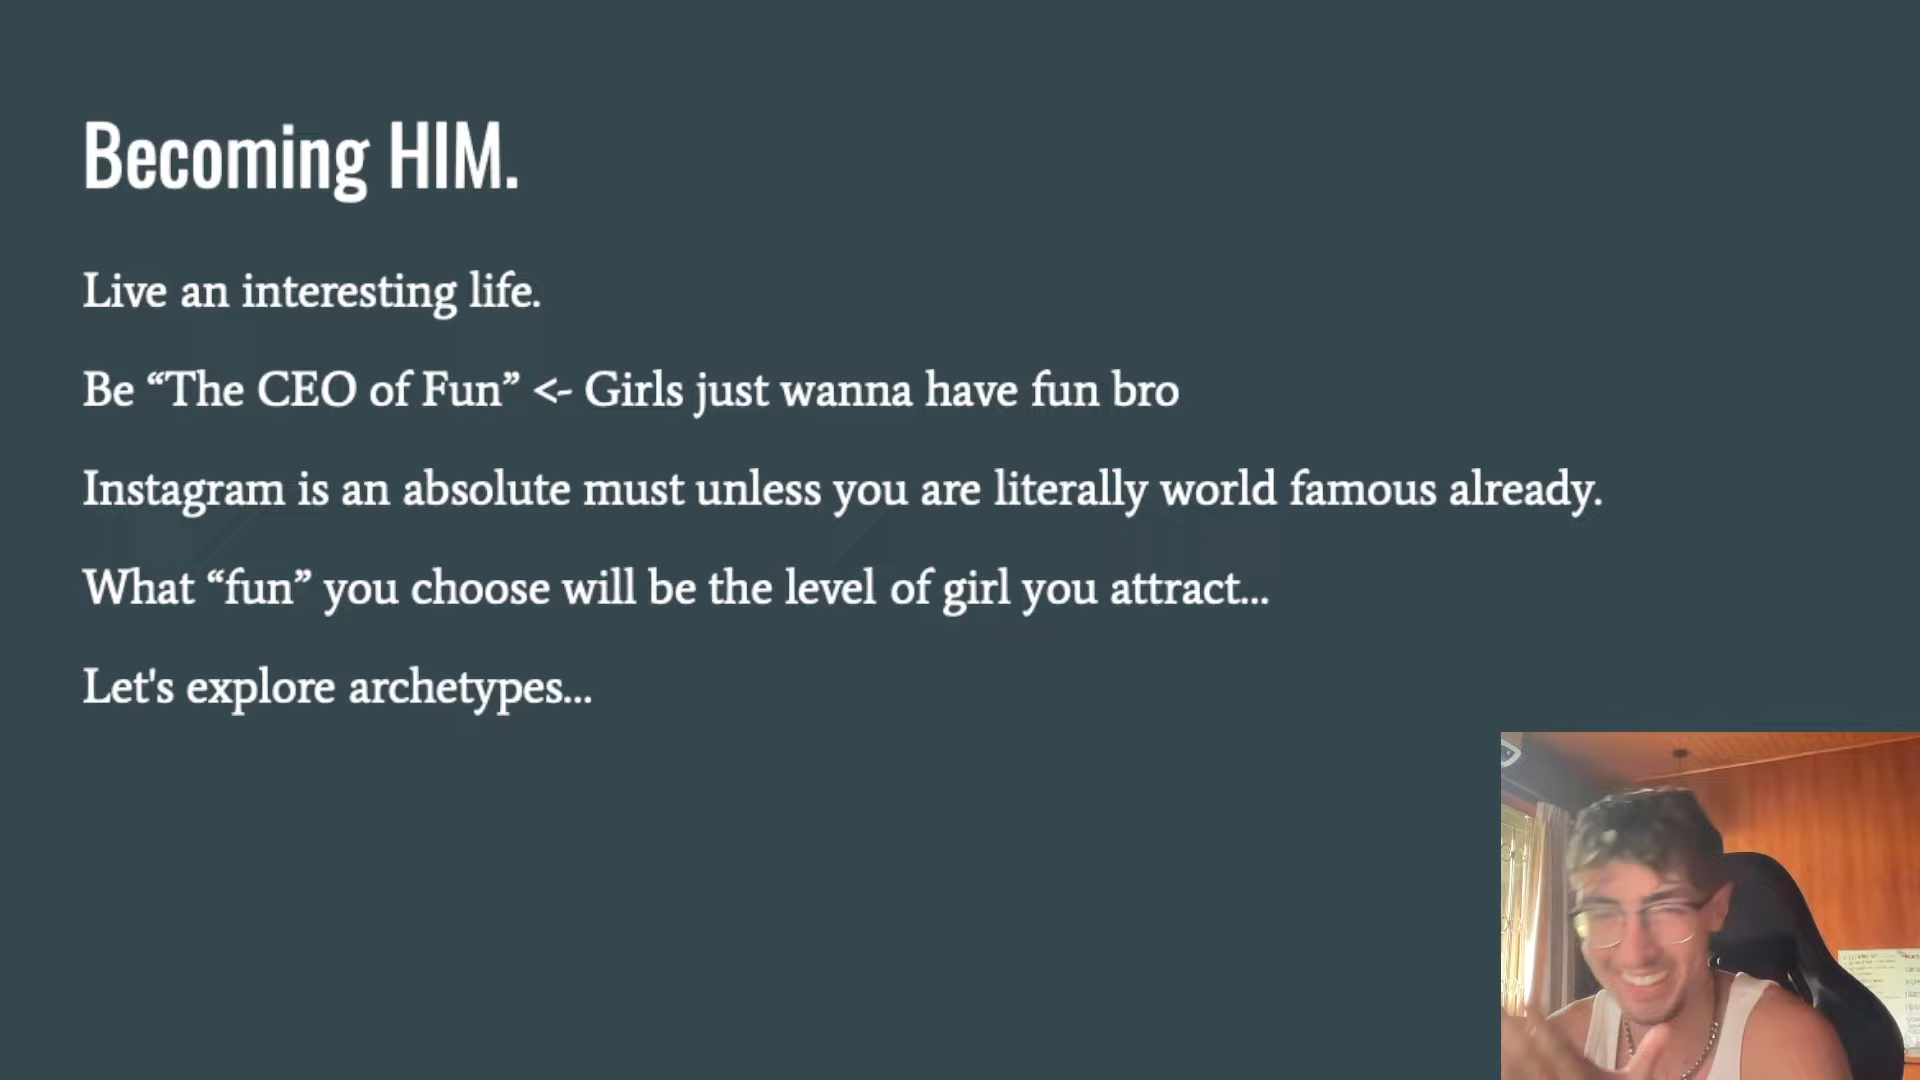 Becoming HIM.
Live an interesting life.
Be “The CEO of Fun” <- Girls just wanna have fun bro
Instagram is an absolute must unless you are literally world famous already.
What “fun” you choose will be the level of girl you attract...
Let's explore archetypes...